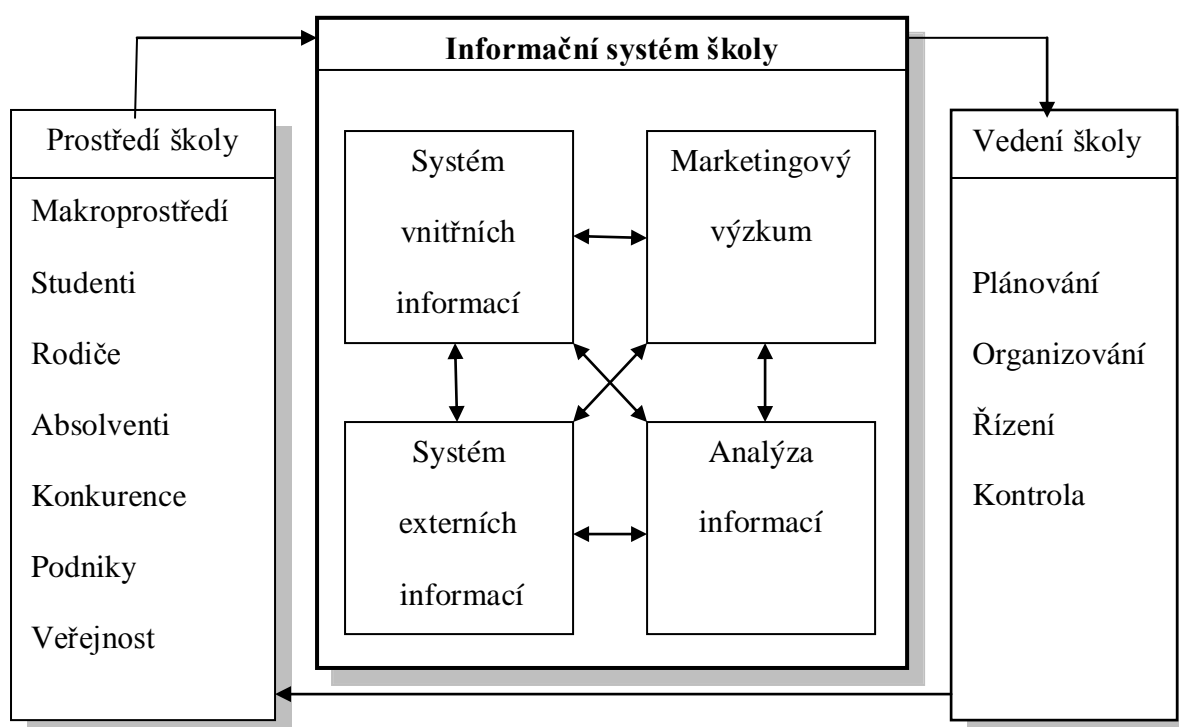 Informační systém školy
Prostředí školy
Makroprostředí
Studenti
Rodiče
Absolventi
Konkurence
Podniky
Veřejnost
Systém
vnitřních
informací
Marketingový
výzkum
Systém
externích
informací
Analýza
informací
Vedení školy
Plánování
Organizování
Řízení
Kontrola